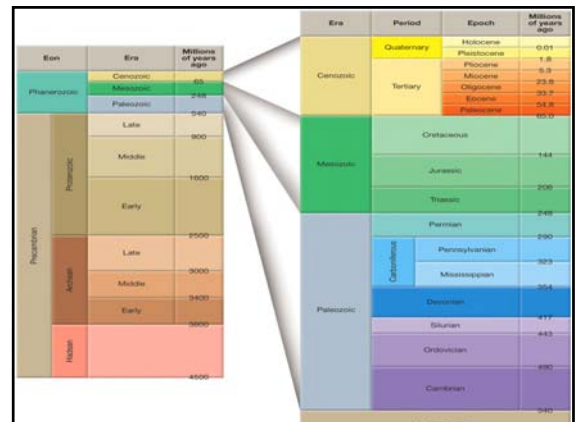 Eon Era Millions of years ago
Phanerozoic
Cenozoic
65
Mesozoic
248
Paleozoic
540
Precambrian
Proterozoic
Late
900
Middle
1600
Early
2500
Archean
Late
3000
Middle
3400
Early
3800
Hadean
4500
Era Period Epoch Millions of years ago
Cenozoic
Quaternary
Holocene
0.01
Pleistocene
1.8
Tertiary
Pliocene
5.3
Miocene
23.8
Oligocene
33.7
Eocene
54.8
Paleocene
65.0
Mesozoic
Cretaceous
144
Jurassic
206
Triassic
248
Paleozoic
Permian
290
Carboniferous
Pennsylvanian
323
Mississippian
354
Devonian
417
Silurian
443
Ordovician
490
Cambrian
540